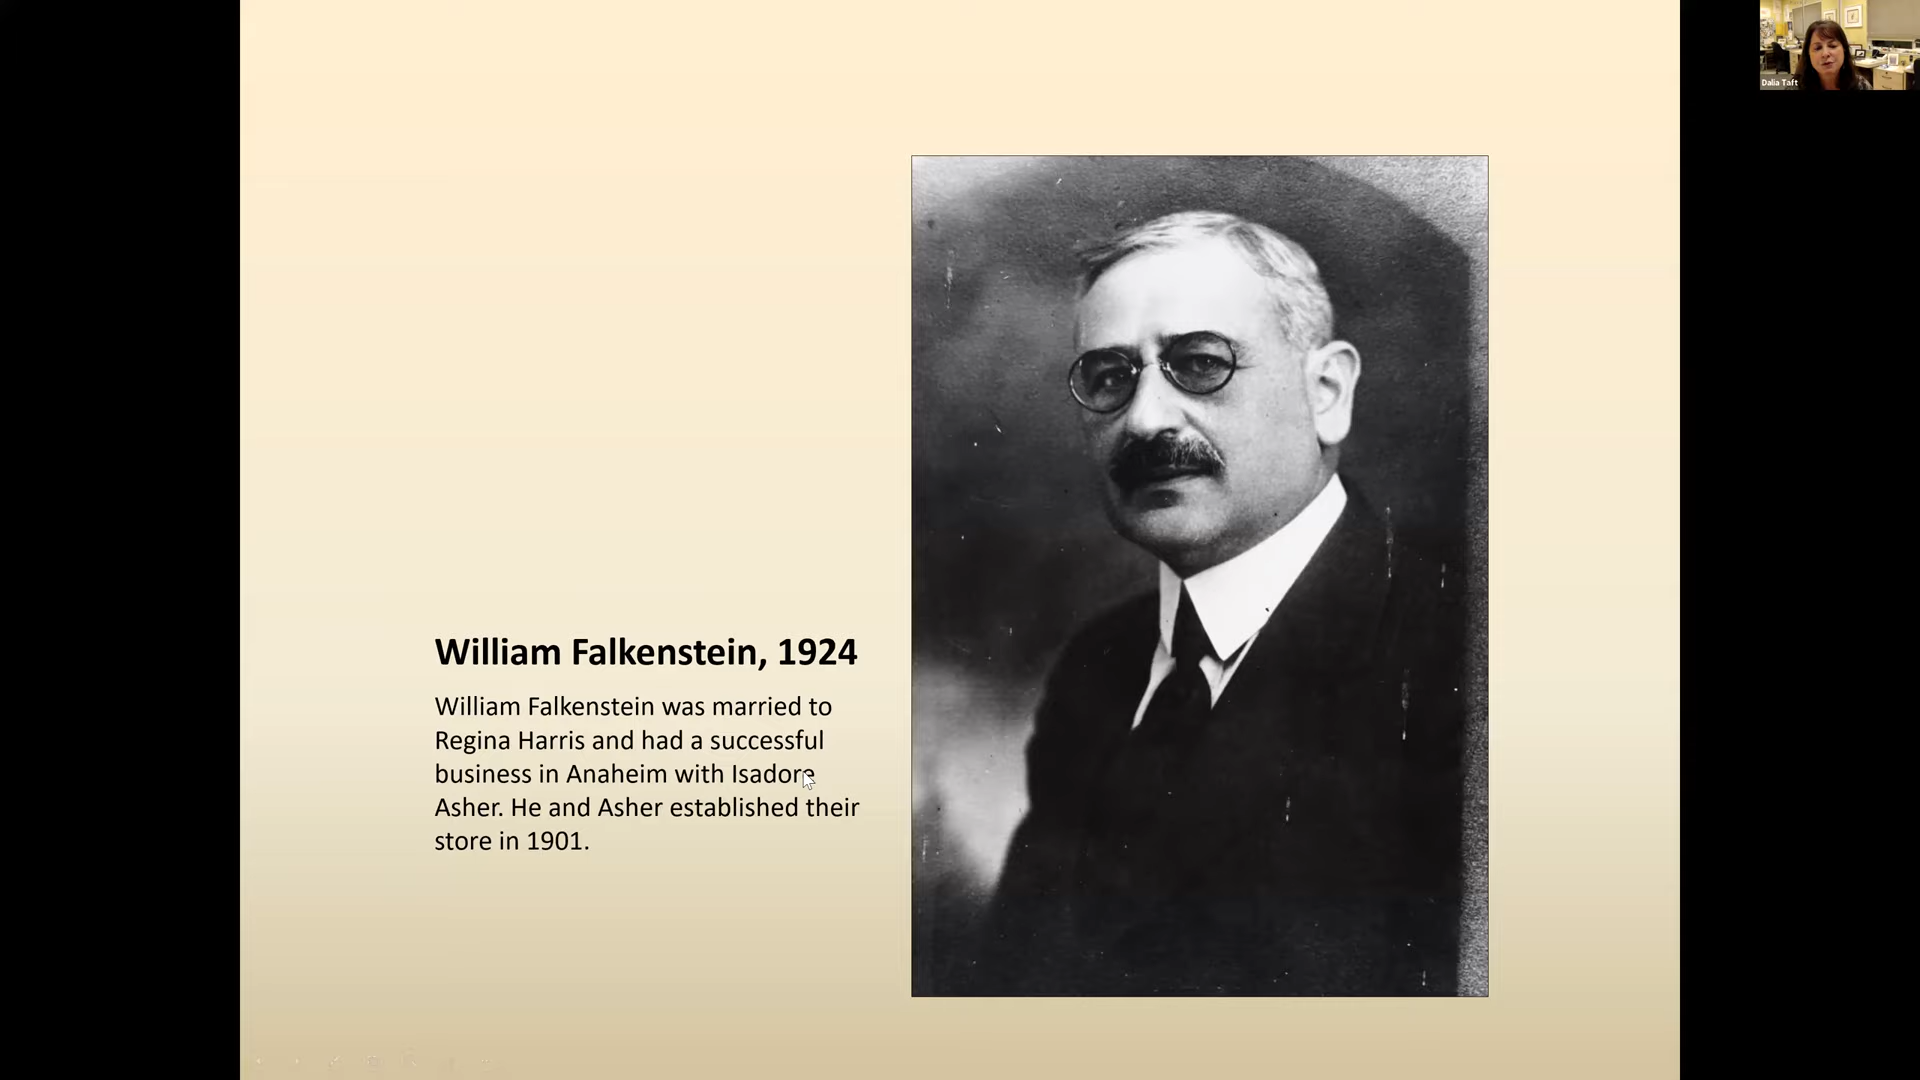 Dalia Taft
William Falkenstein, 1924
William Falkenstein was married to
Regina Harris and had a successful
business in Anaheim with Isadore
Asher. He and Asher established their
store in 1901.